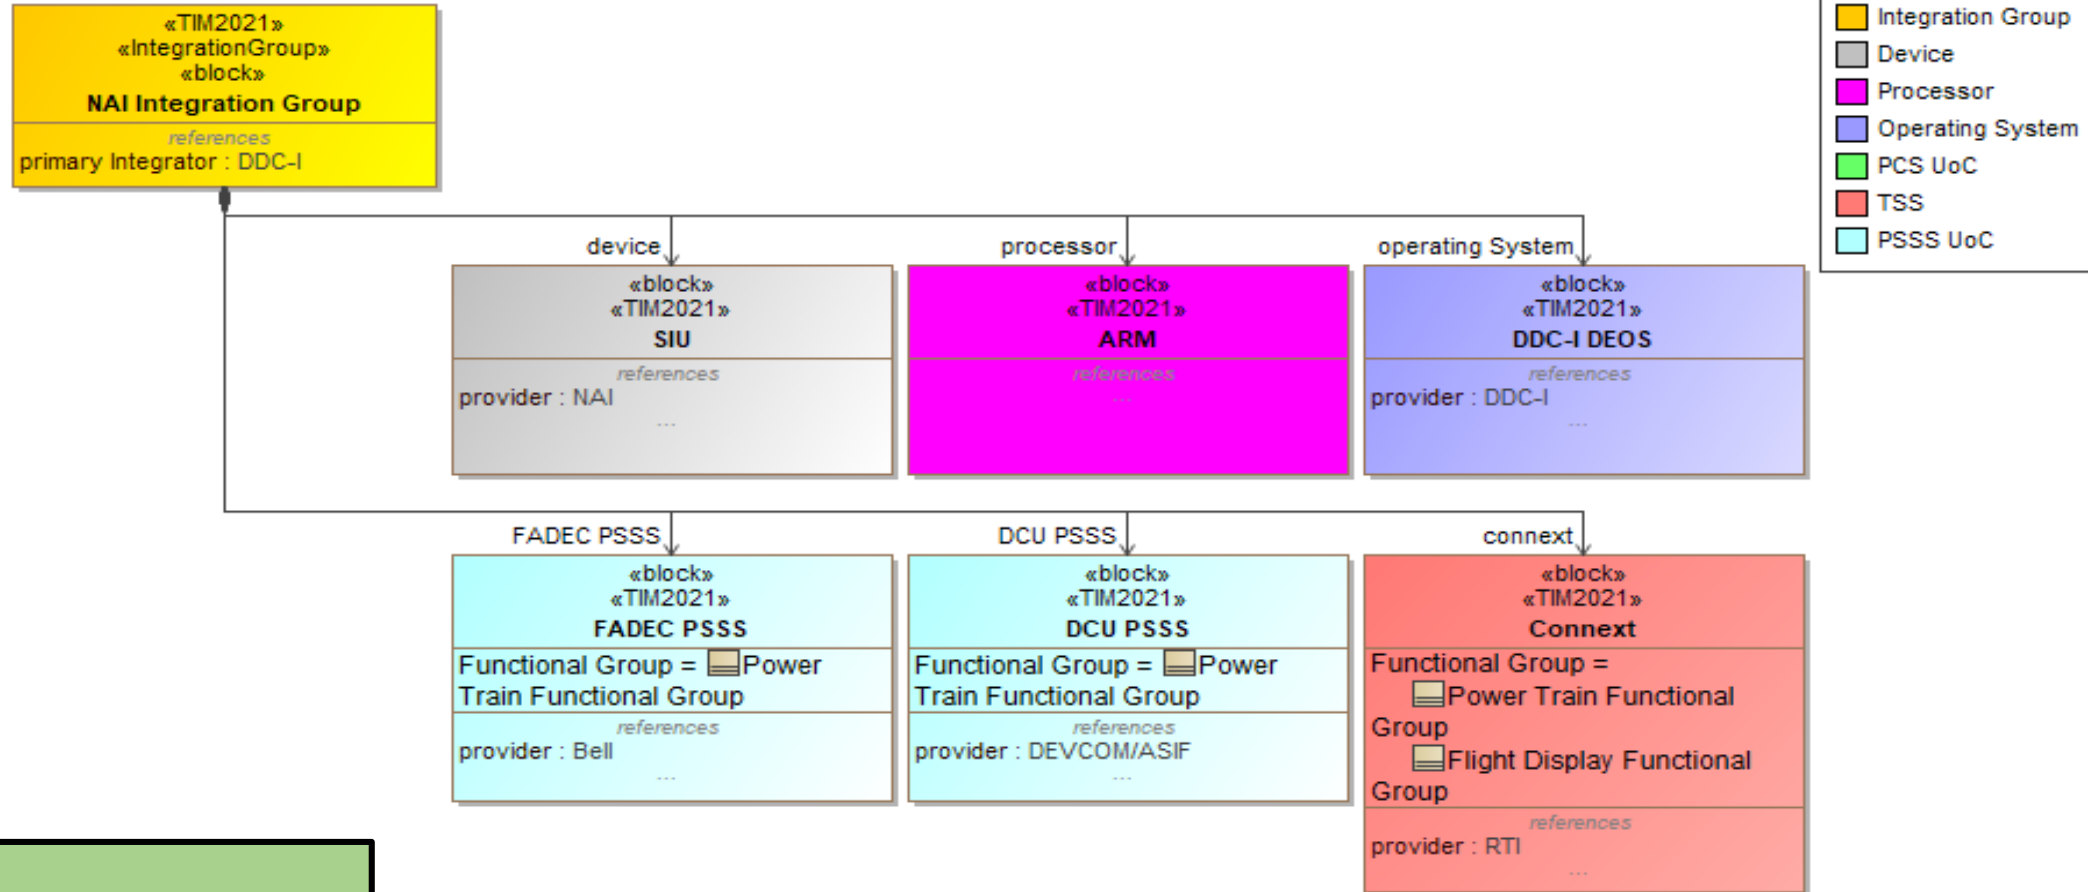 «TIM2021»
«IntegrationGroup»
«block»
NAI Integration Group
references
primary Integrator : DDC-I
Integration Group
Device
Processor
Operating System
PCS UoC
TSS
PSSS UoC
device
processor
operating System
«block»
«TIM2021»
SIU
references
provider : NAI
...
«block»
«TIM2021»
ARM
references
...
«block»
«TIM2021»
DDC-I DEOS
references
provider : DDC-I
...
FADEC PSSS
DCU PSSS
connext
«block»
«TIM2021»
FADEC PSSS
Functional Group = Power
Train Functional Group
references
provider : Bell
...
«block»
«TIM2021»
DCU PSSS
Functional Group = Power
Train Functional Group
references
provider : DEVCOM/ASIF
...
«block»
«TIM2021»
Connext
Functional Group =
Power Train Functional
Group
Flight Display Functional
Group
references
provider : RTI
...